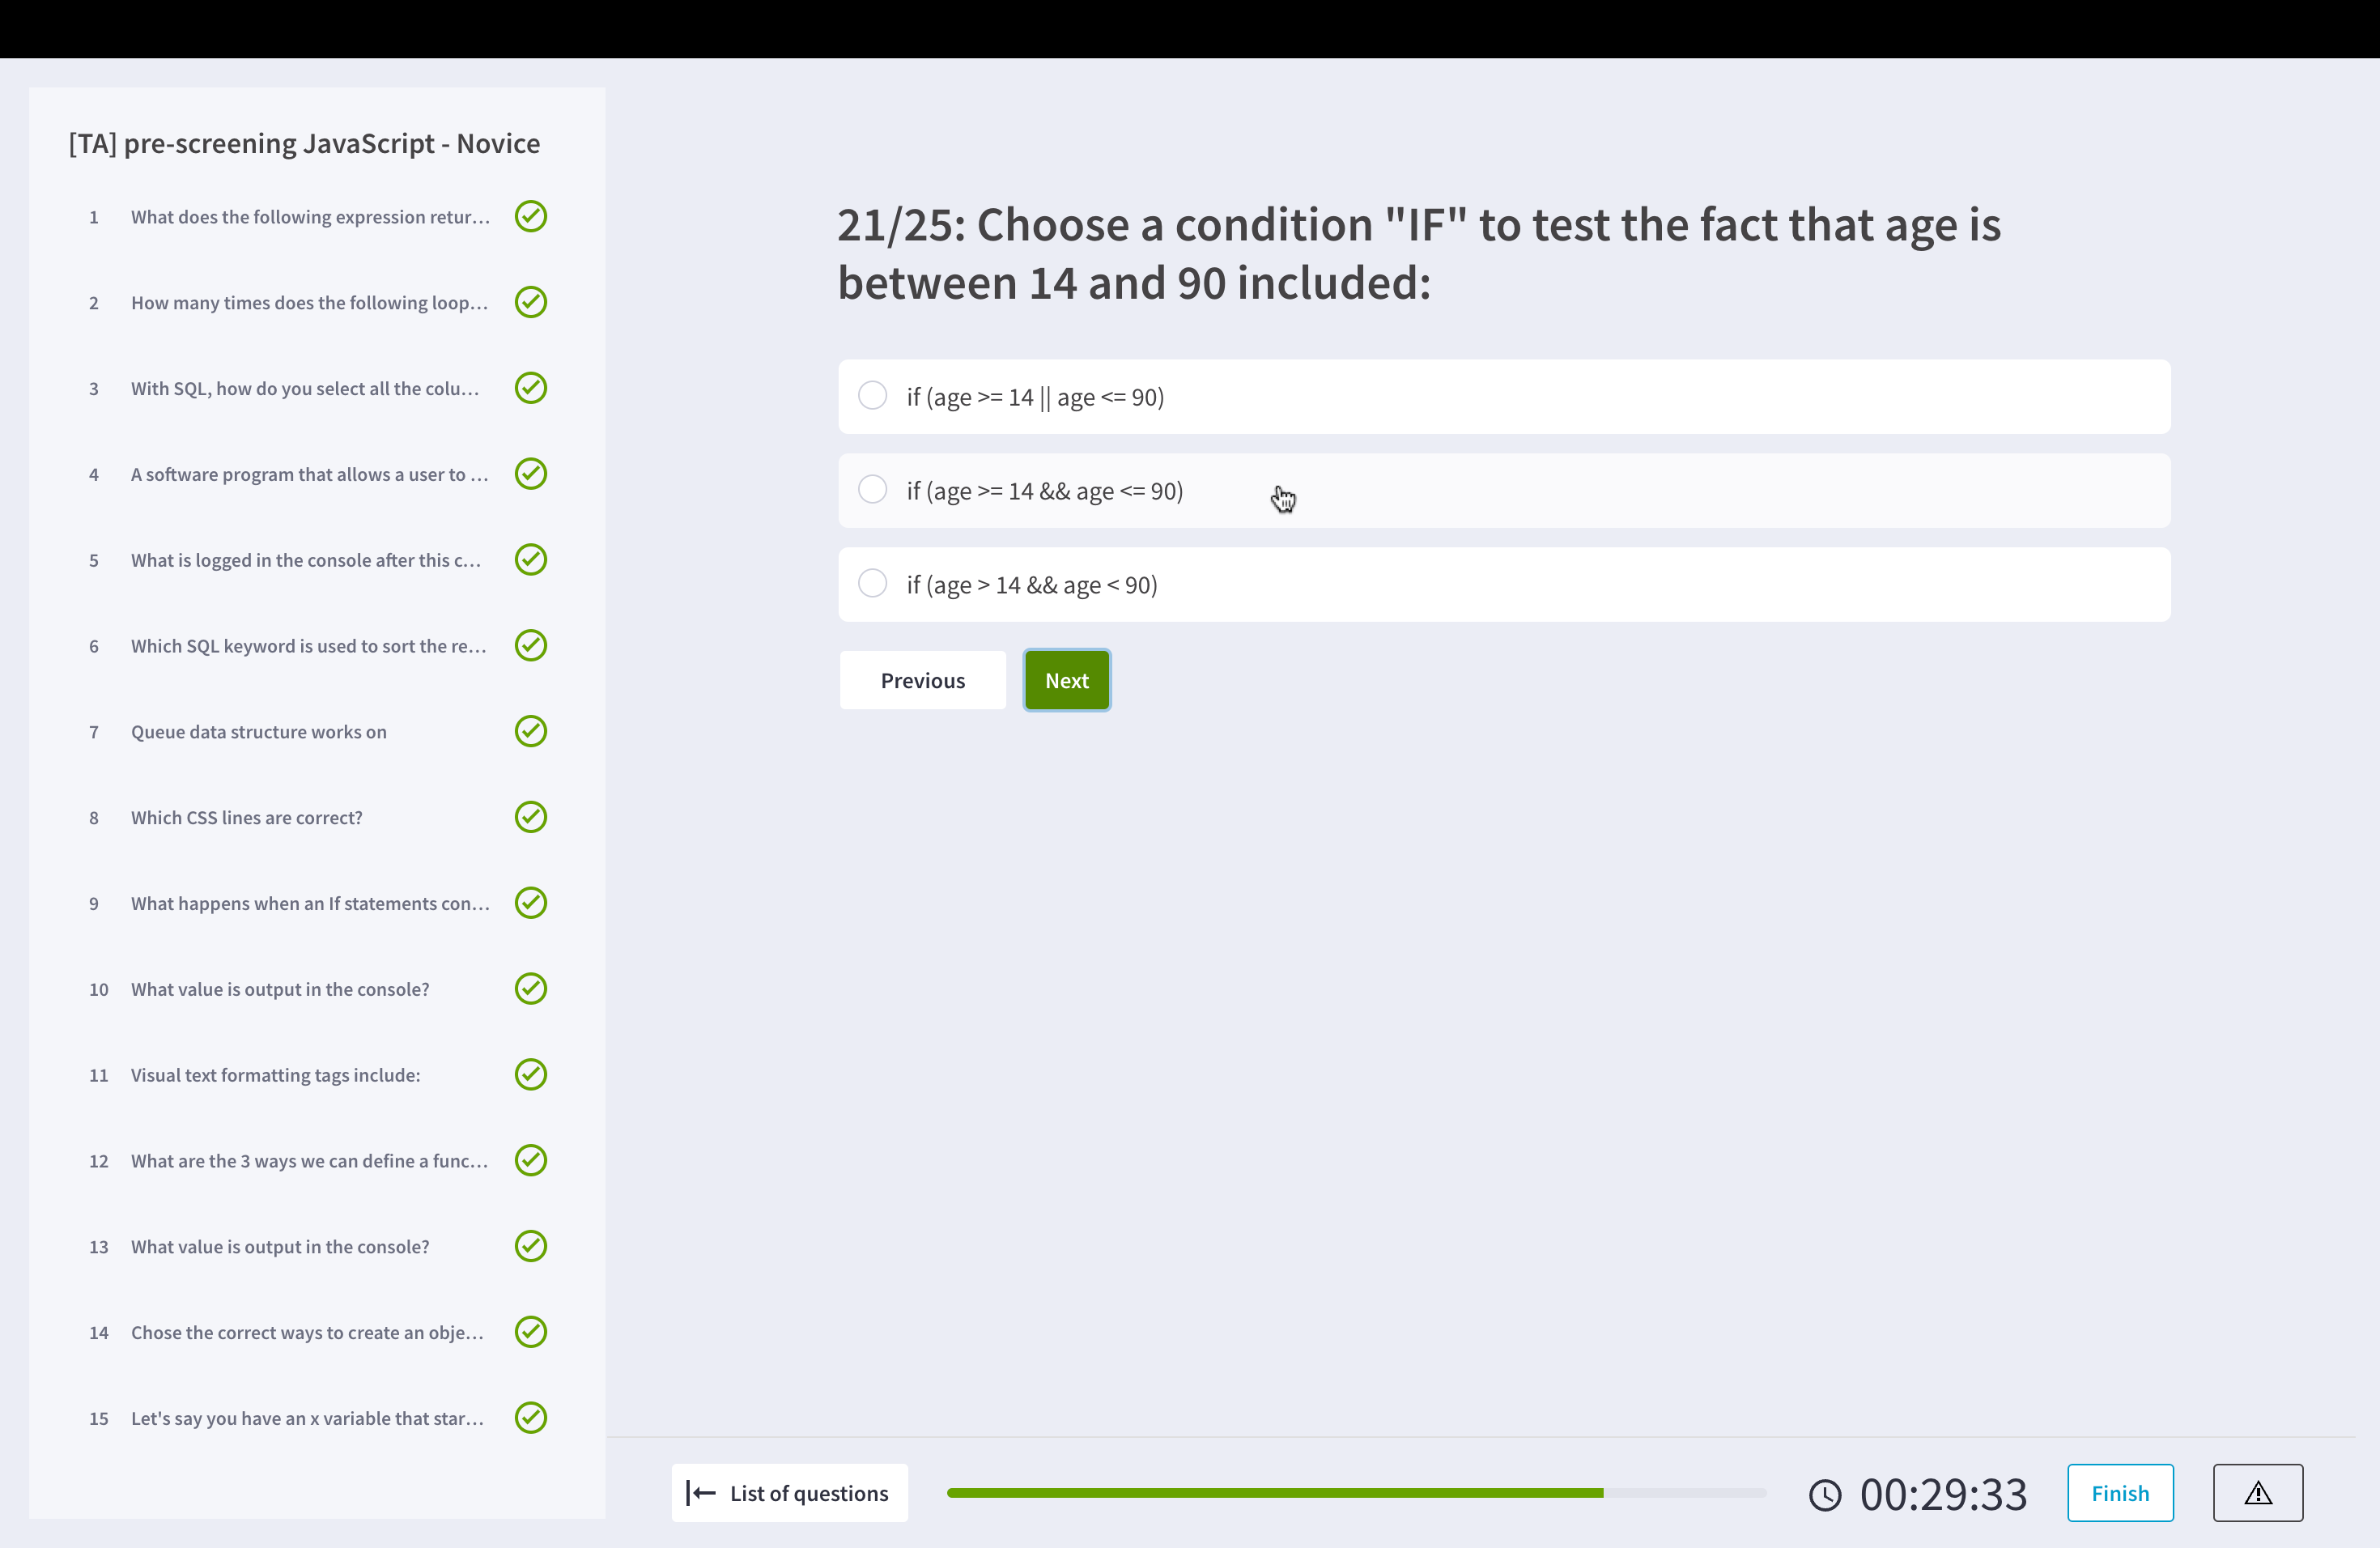 [TA] pre-screening JavaScript - Novice
1 What does the following expression retur...
2 How many times does the following loop...
3 With SQL, how do you select all the colu...
4 A software program that allows a user to ...
5 What is logged in the console after this c...
6 Which SQL keyword is used to sort the re...
7 Queue data structure works on
8 Which CSS lines are correct?
9 What happens when an If statements con...
10 What value is output in the console?
11 Visual text formatting tags include:
12 What are the 3 ways we can define a func...
13 What value is output in the console?
14 Chose the correct ways to create an obje...
15 Let's say you have an x variable that star...
21/25: Choose a condition "IF" to test the fact that age is
between 14 and 90 included:
if (age >= 14 || age <= 90)
if (age >= 14 && age <= 90)
if (age > 14 && age < 90)
Previous Next
List of questions 00:29:33 Finish